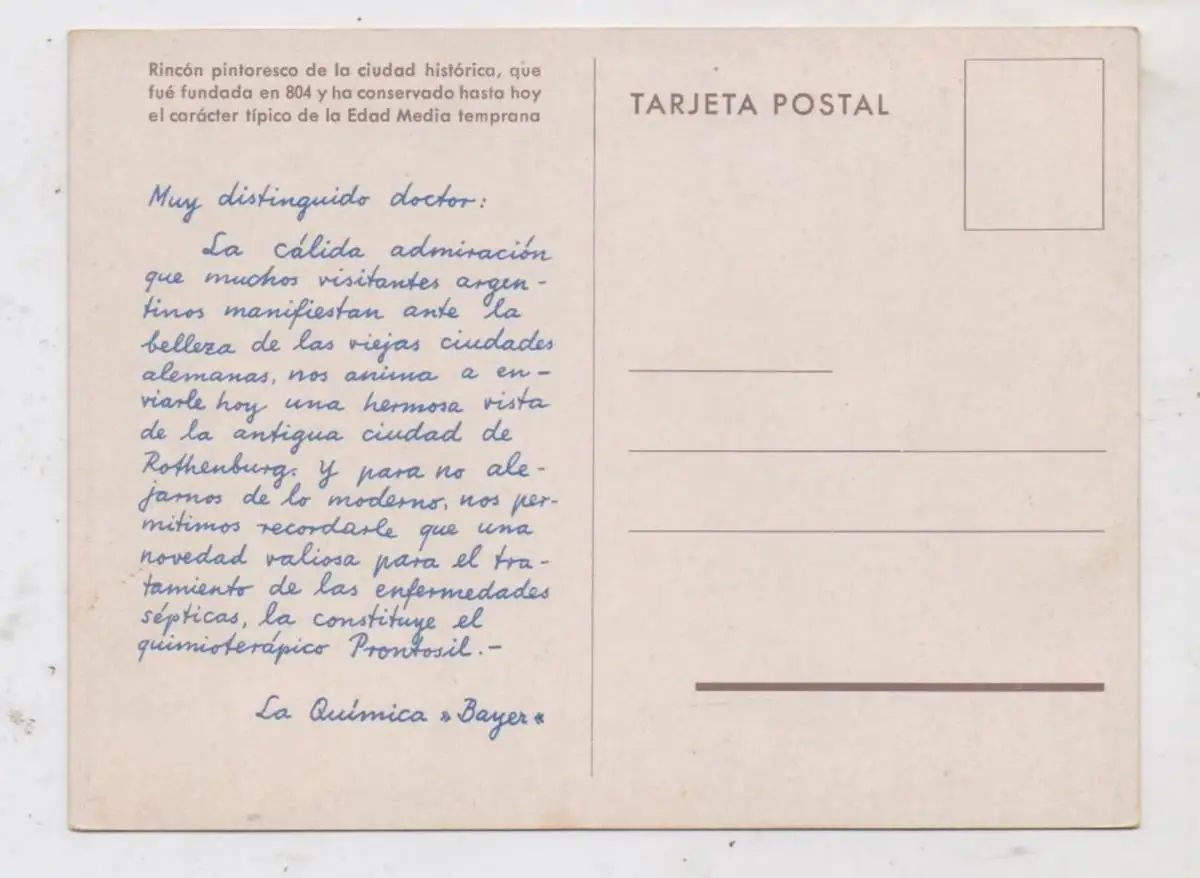 Rincón pintoresco de la ciudad histórica, que
fué fundada en 804 y ha conservado hasta hoy
el carácter típico de la Edad Media temprana
TARJETA POSTAL
Muy distinguido doctor:
La cálida admiración
que muchos visitantes argen-
tinos manifiestan ante la
belleza de las viejas ciudades
alemanas, nos anima a en-
viarle hoy una hermosa vista
de la antigua ciudad de
Rothenburg. Y para no ale-
jarnos de lo moderno, nos per-
mitimos recordarle que una
novedad valiosa para el tra-
tamiento de las enfermedades
sépticas, la constituye el
quimioterápico Prontosil.-
La Química »Bayer«